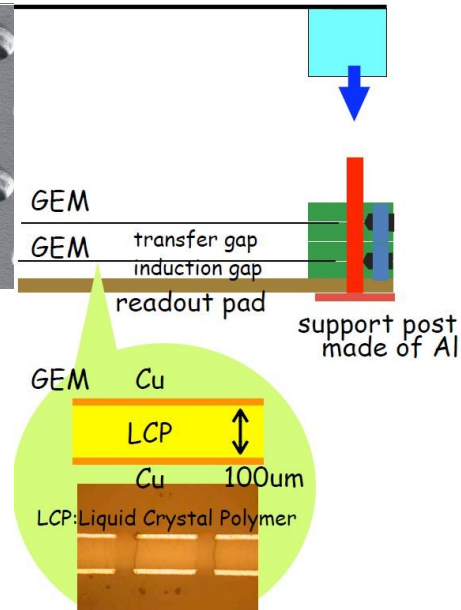 GEM
GEM
transfer gap
induction gap
readout pad
support post
made of Al
GEM Cu
LCP
Cu 100um
LCP:Liquid Crystal Polymer